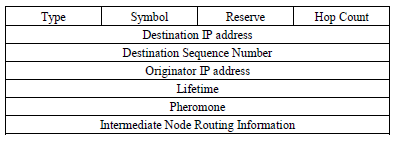 Type Symbol Reserve Hop Count
Destination IP address
Destination Sequence Number
Originator IP address
Lifetime
Pheromone
Intermediate Node Routing Information